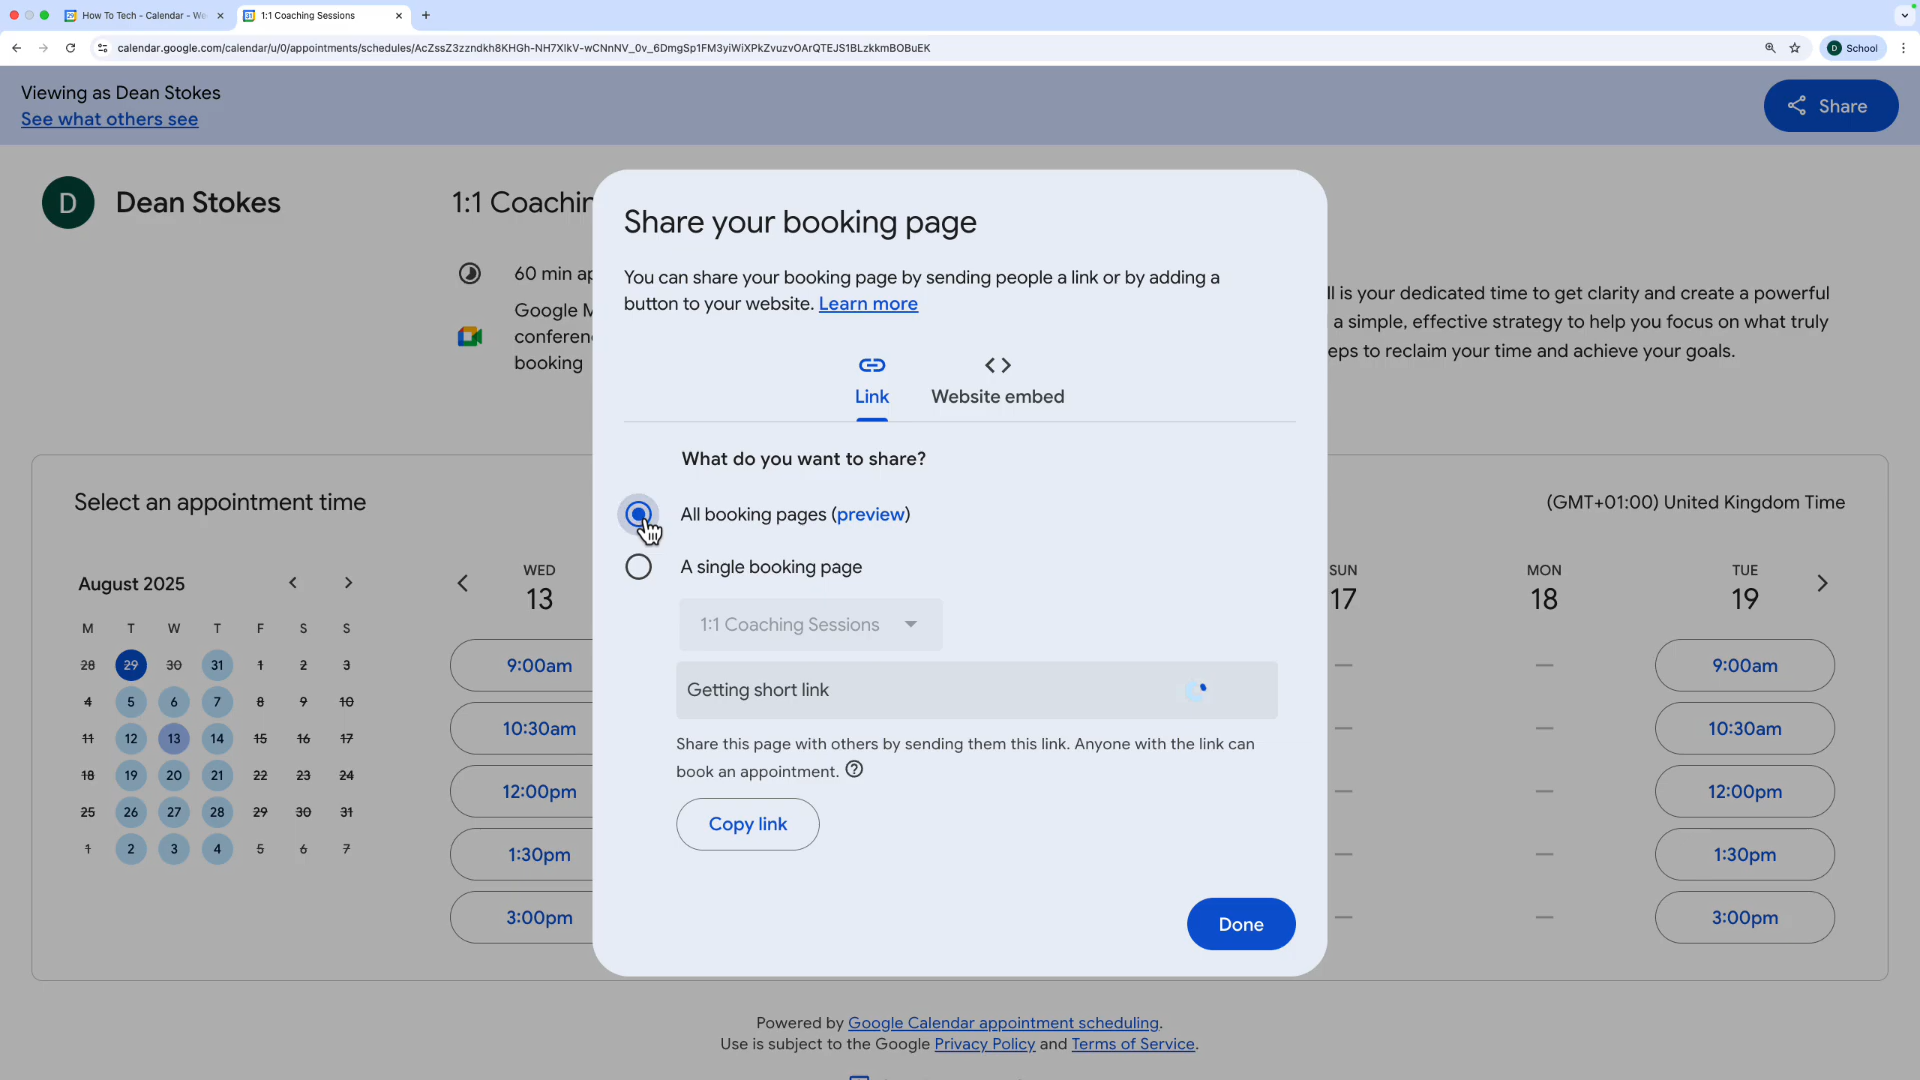 How To Tech - Calendar - We
1:1 Coaching Sessions
calendar.google.com/calendar/u/0/appointments/schedules/AcZssZ3zzndkh8KHGh-NH7XlkV-wCNnNV_0v_6DmgSp1FM3yiWiXPkZvuzvOArQTEJS1BLzkkmBOBuEK
D School
Viewing as Dean Stokes
See what others see
Share
D
Dean Stokes
1:1 Coachin
60 min ap
Google M
conferen
booking
ll is your dedicated time to get clarity and create a powerful
a simple, effective strategy to help you focus on what truly
eps to reclaim your time and achieve your goals.
Share your booking page
You can share your booking page by sending people a link or by adding a
button to your website. Learn more
Link
Website embed
What do you want to share?
All booking pages (preview)
A single booking page
1:1 Coaching Sessions
Getting short link
Share this page with others by sending them this link. Anyone with the link can
book an appointment.
Copy link
Done
Select an appointment time
(GMT+01:00) United Kingdom Time
August 2025
M T W T F S S
28 29 30 31 1 2 3
4 5 6 7 8 9 10
11 12 13 14 15 16 17
18 19 20 21 22 23 24
25 26 27 28 29 30 31
1 2 3 4 5 6 7
WED
13
9:00am
10:30am
12:00pm
1:30pm
3:00pm
SUN
17
MON
18
TUE
19
9:00am
10:30am
12:00pm
1:30pm
3:00pm
Powered by Google Calendar appointment scheduling.
Use is subject to the Google Privacy Policy and Terms of Service.